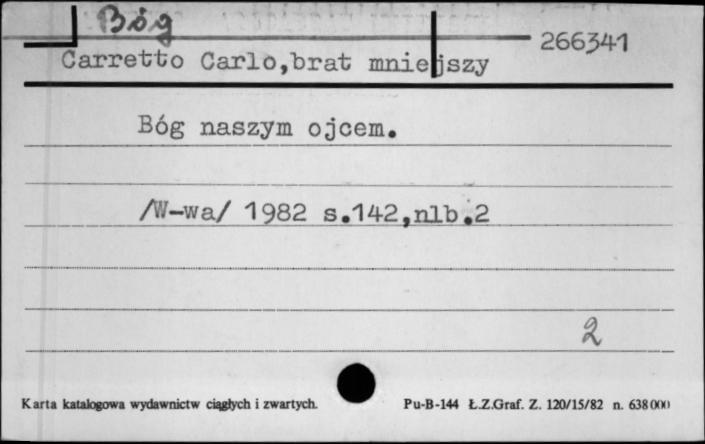 Bóg
266341
Carretto Carlo,brat mniejszy
Bóg naszym ojcem.
/W-wa/ 1982 s.142,nlb.2
2
Karta katalogowa wydawnictw ciągłych i zwartych.
Pu-B-144 Ł.Z.Graf. Z. 120/15/82 n. 638000